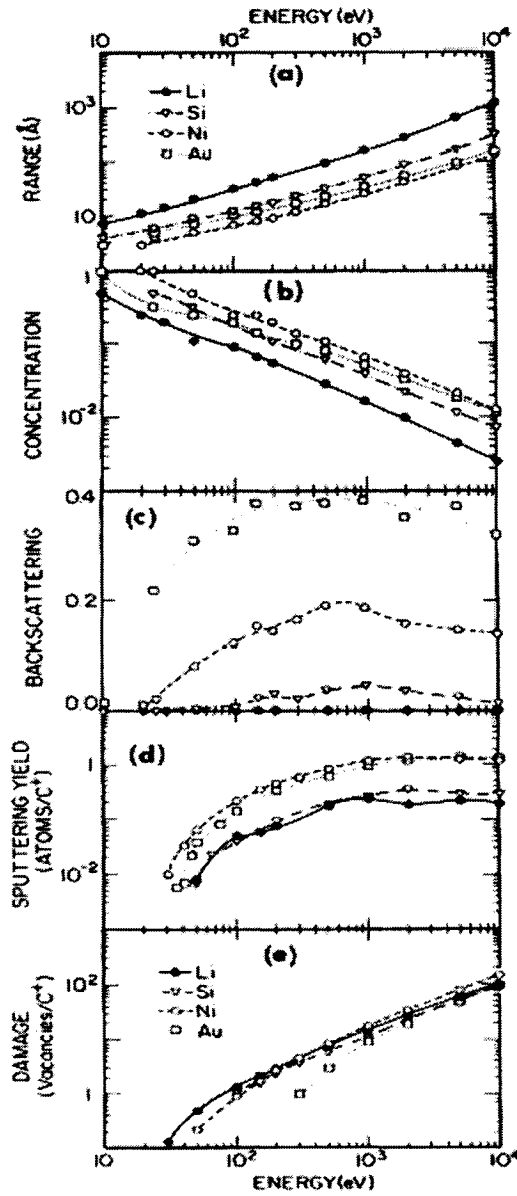 ENERGY (eV)
10 10² 10³ 10⁴
(a)
Li
Si
Ni
Au
10³
10
RANGE (Å)
(b)
1
10⁻²
CONCENTRATION
(c)
0.4
0.2
0.0
BACKSCATTERING
(d)
1
10⁻²
SPUTTERING YIELD
(ATOMS/C⁺)
(e)
Li
Si
Ni
Au
10²
1
DAMAGE
(Vacancies/C⁺)
10 10² 10³ 10⁴
ENERGY (eV)